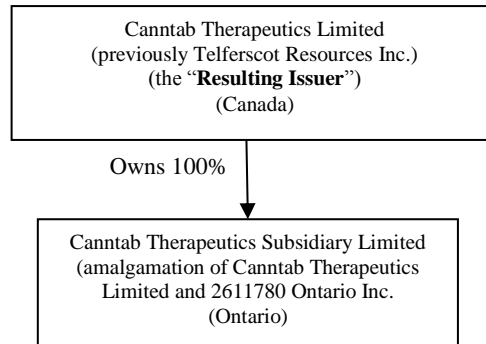 Canntab Therapeutics Limited
(previously Telferscot Resources Inc.)
(the “Resulting Issuer”)
(Canada)
Owns 100%
Canntab Therapeutics Subsidiary Limited
(amalgamation of Canntab Therapeutics
Limited and 2611780 Ontario Inc.
(Ontario)